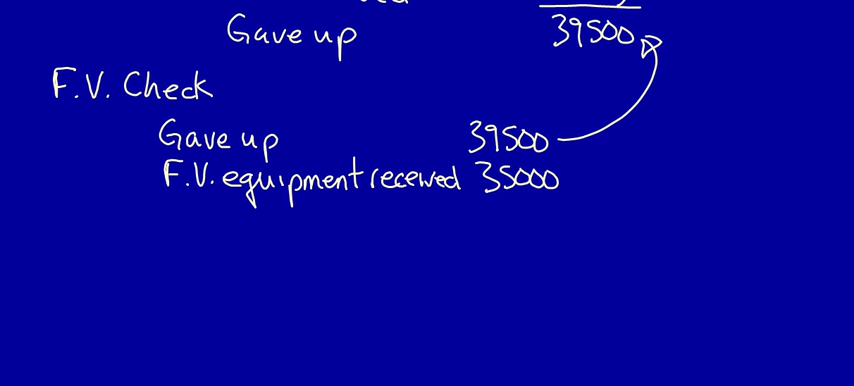 Gave up 39500
F.V. Check
Gave up 39500
F.V. equipment received 35000